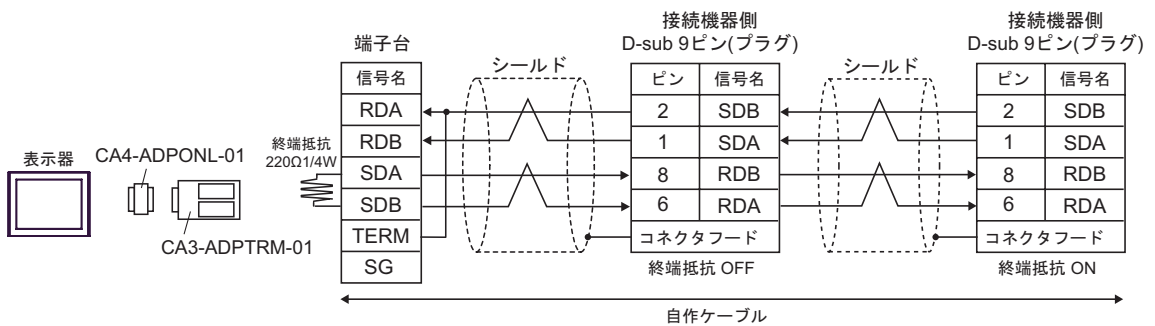 表示器
CA4-ADPONL-01
CA3-ADPTRM-01
終端抵抗
220Ω1/4W
端子台
信号名
RDA
RDB
SDA
SDB
TERM
SG
シールド
接続機器側
D-sub 9ピン(プラグ)
ピン 信号名
2 SDB
1 SDA
8 RDB
6 RDA
コネクタフード
終端抵抗 OFF
シールド
接続機器側
D-sub 9ピン(プラグ)
ピン 信号名
2 SDB
1 SDA
8 RDB
6 RDA
コネクタフード
終端抵抗 ON
自作ケーブル